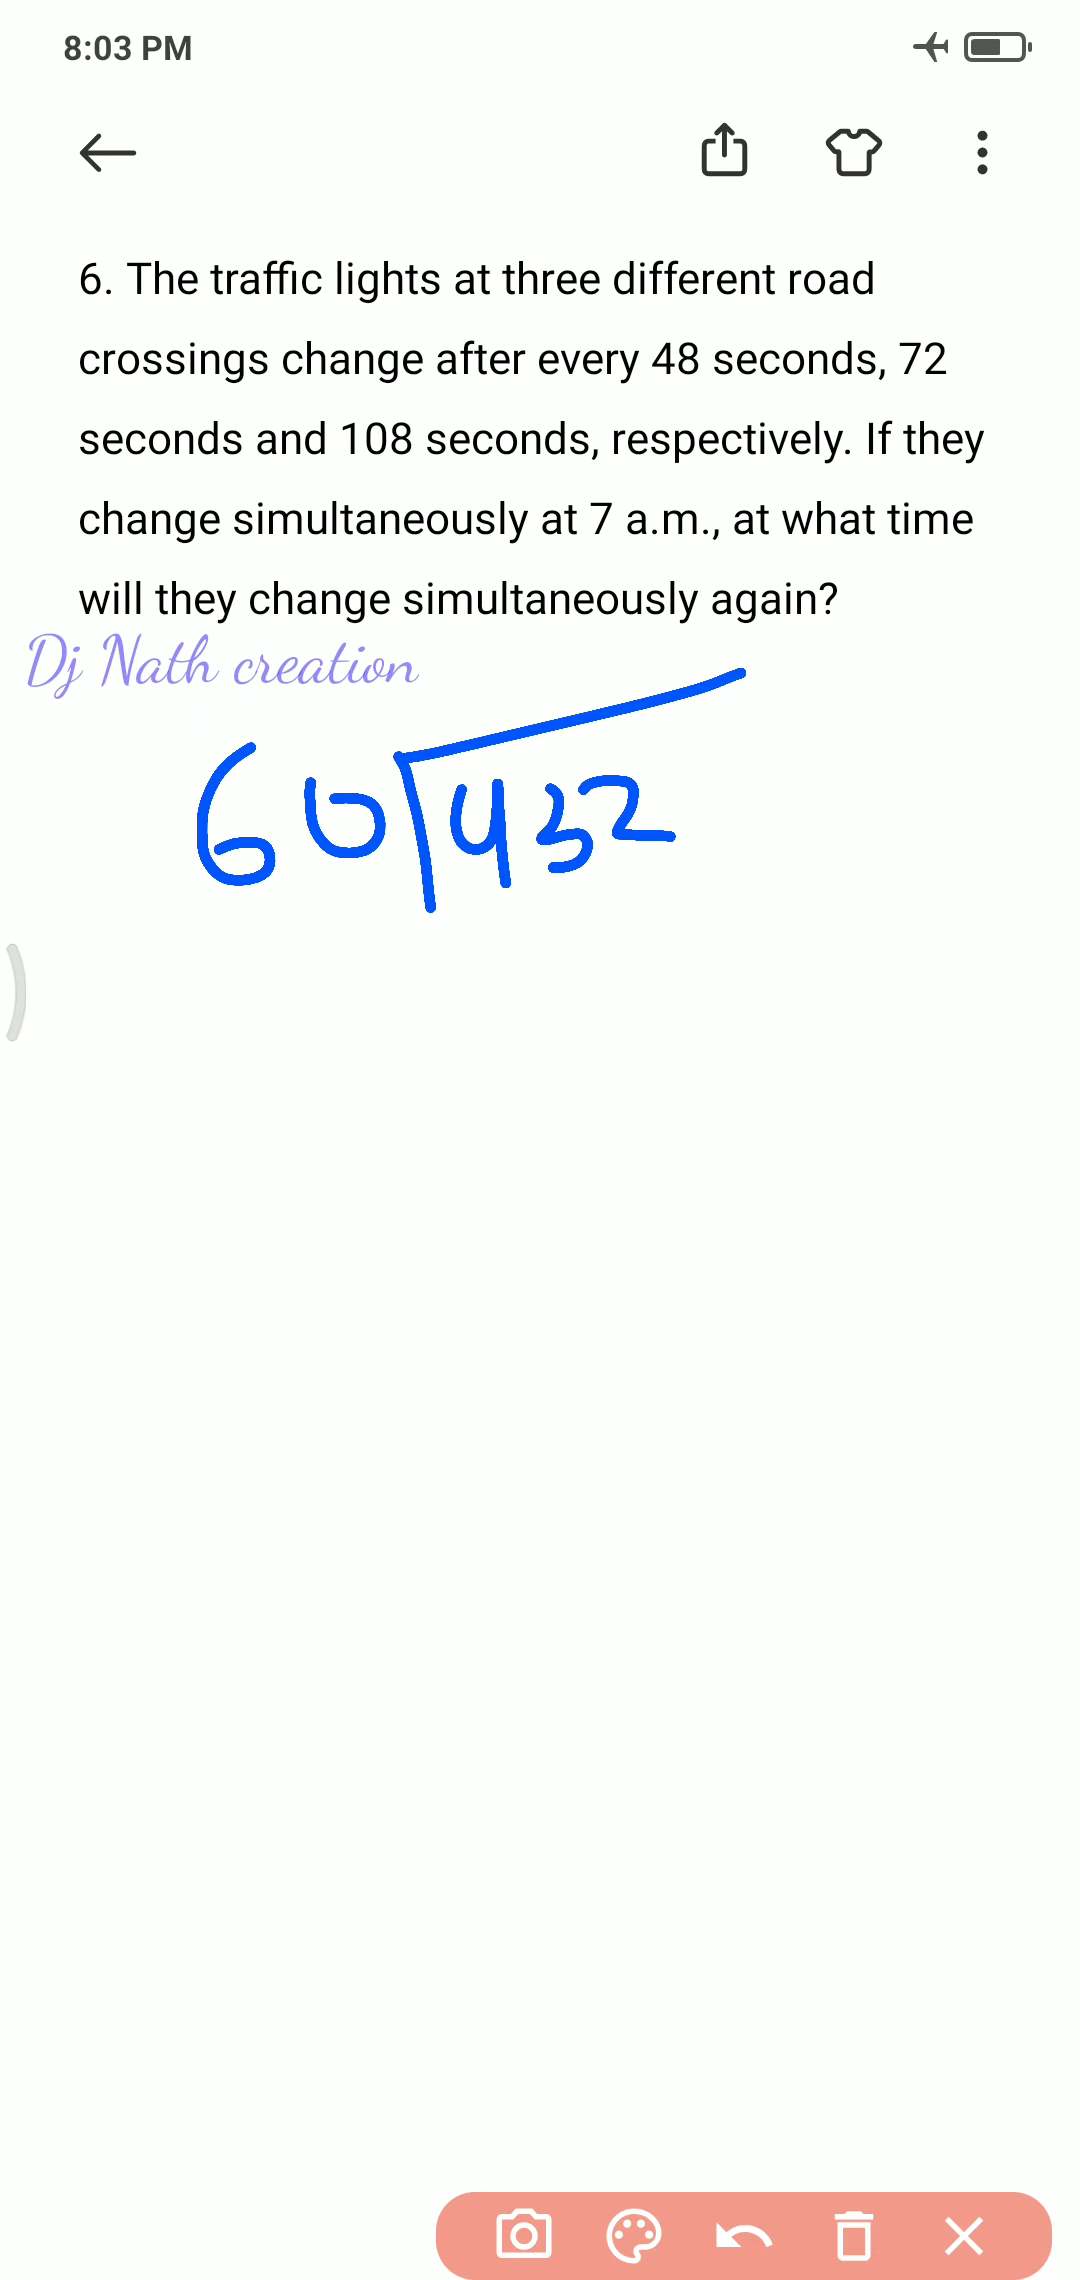 8:03 PM
6. The traffic lights at three different road
crossings change after every 48 seconds, 72
seconds and 108 seconds, respectively. If they
change simultaneously at 7 a.m., at what time
will they change simultaneously again?
Dj Nath creation
60 432